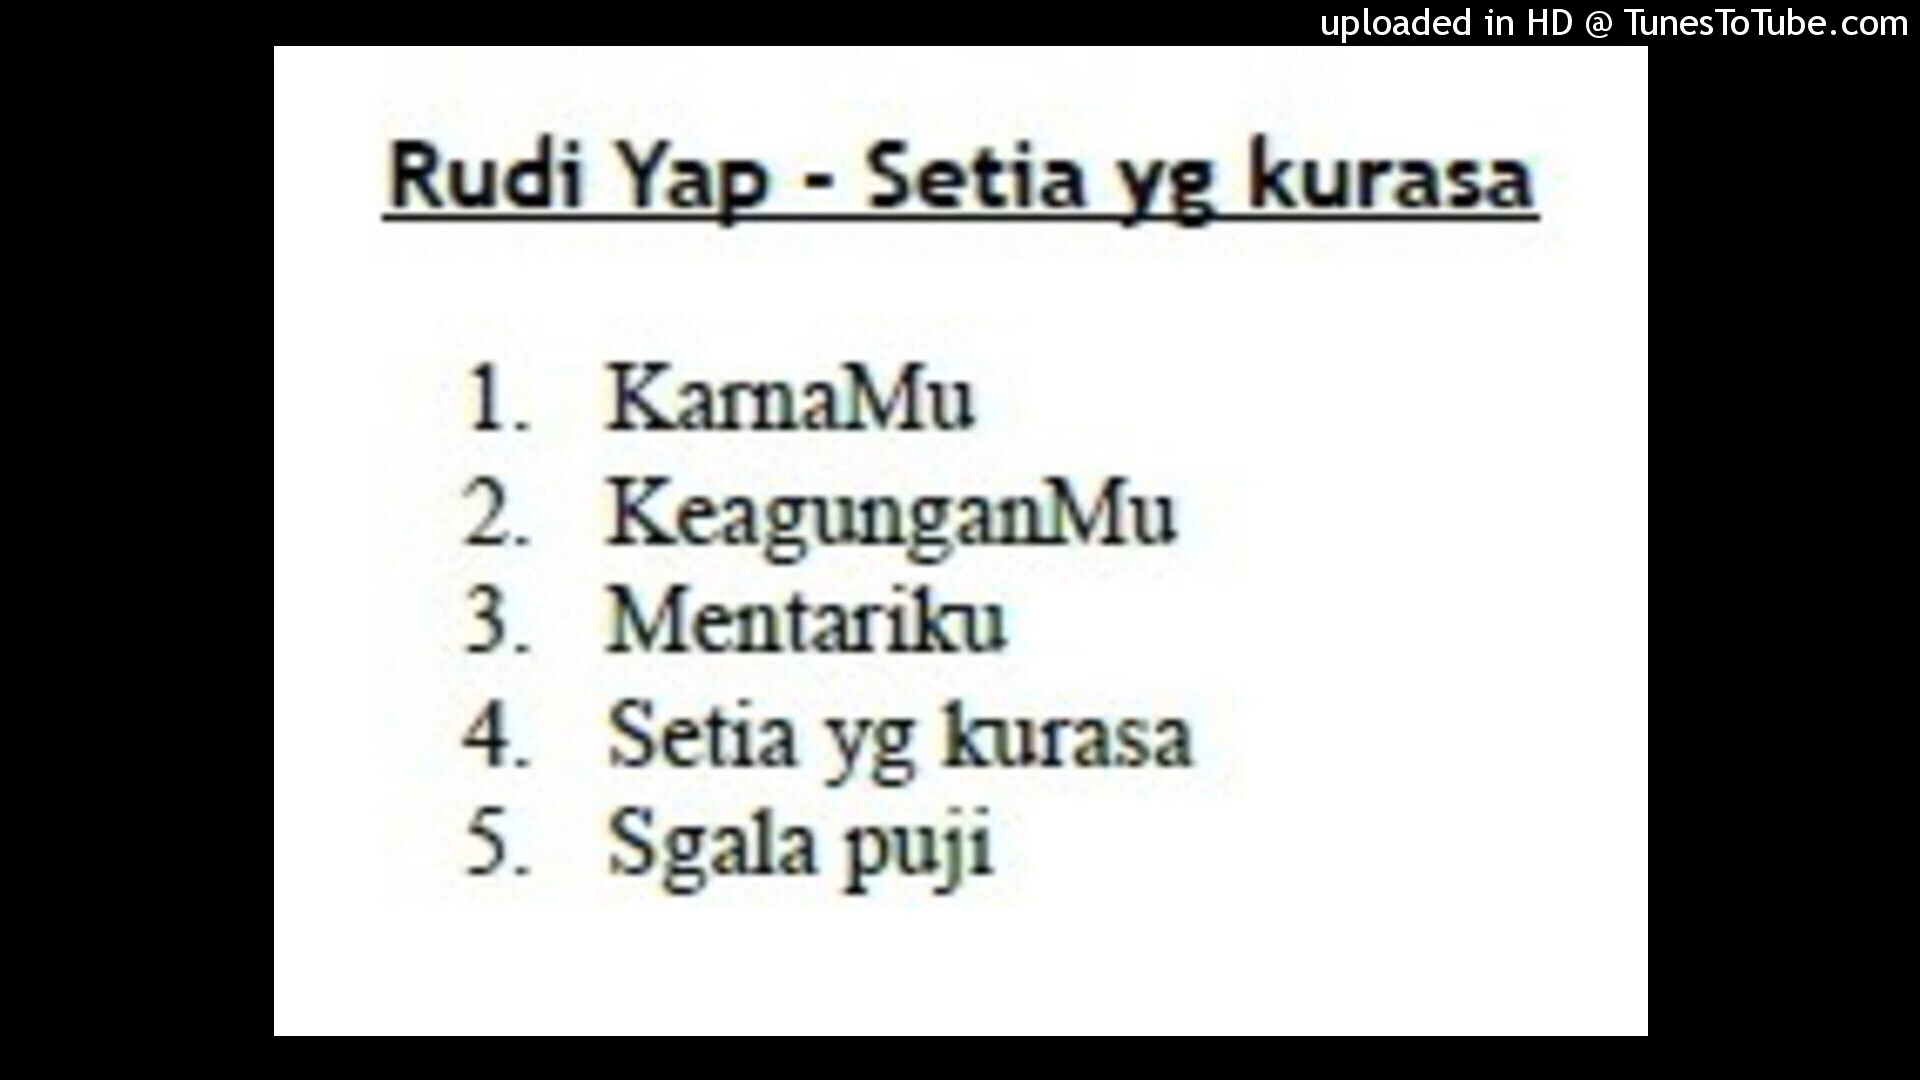 uploaded in HD @ TunesToTube.com
Rudi Yap - Setia yg kurasa
1. KarnaMu
2. KeagunganMu
3. Mentariku
4. Setia yg kurasa
5. Sgala puji